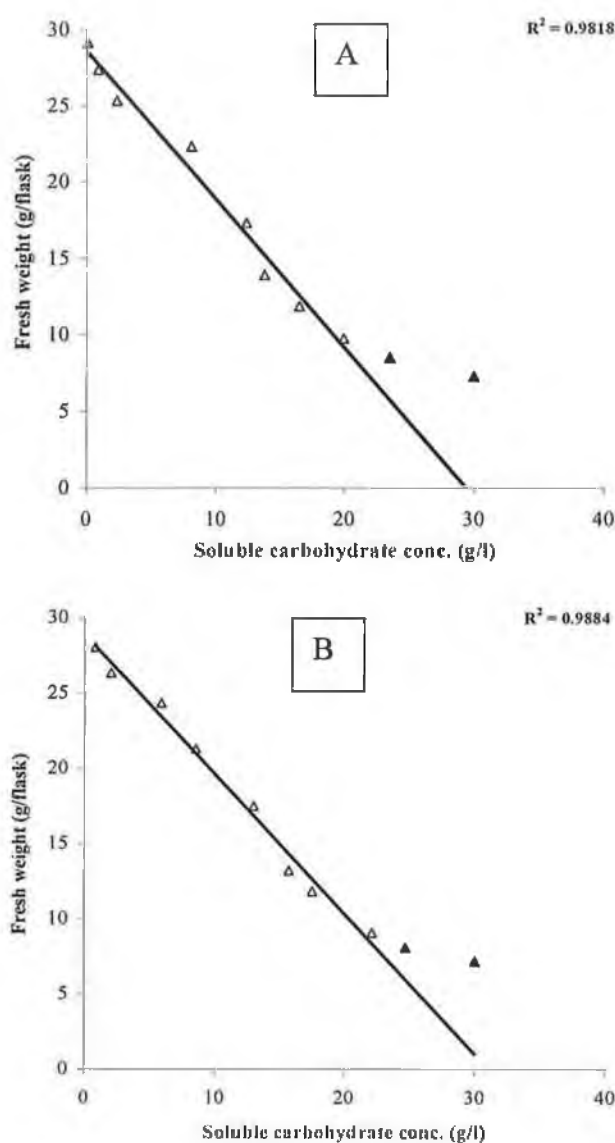 R² = 0.9818
A
30
25
20
15
10
5
0
Fresh weight (g/flask)
0 10 20 30 40
Soluble carbohydrate conc. (g/l)
R² = 0.9884
B
30
25
20
15
10
5
0
Fresh weight (g/flask)
0 10 20 30 40
Soluble carbohydrate conc. (g/l)